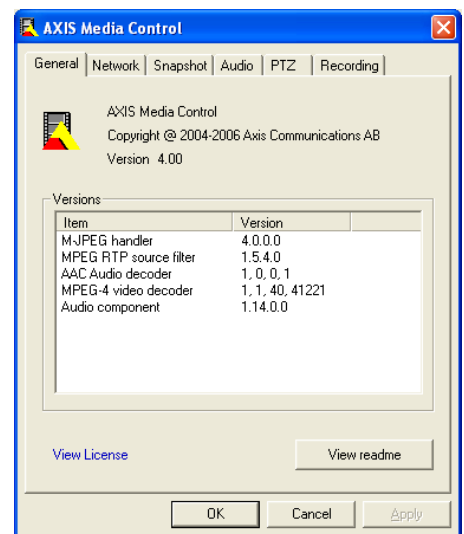 AXIS Media Control
General Network Snapshot Audio PTZ Recording
AXIS Media Control
Copyright @ 2004-2006 Axis Communications AB
Version 4.00
Versions
Item Version
M-JPEG handler 4.0.0.0
MPEG RTP source filter 1.5.4.0
AAC Audio decoder 1, 0, 0, 1
MPEG-4 video decoder 1, 1, 40, 41221
Audio component 1.14.0.0
View License View readme
OK Cancel Apply